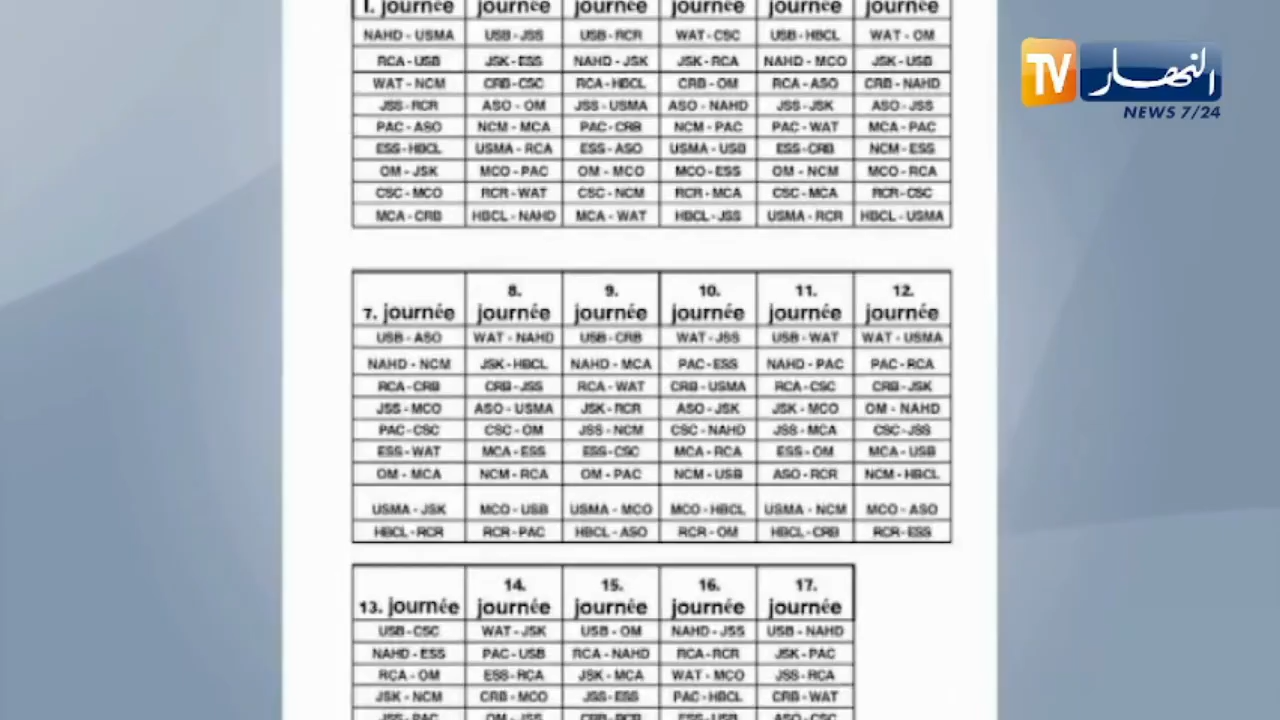 1. journée journée journée journée journée journée
NAHD - USMA USB - JSS USB - RCR WAT - CSC USB - HBCL WAT - OM
RCA - USB JSK - ESS NAHD - JSK JSK - RCA NAHD - MCO JSK - USB
WAT - NCM CRB - CSC RCA - HBCL CRB - OM RCA - ASO CRB - NAHD
JSS - RCR ASO - OM JSS - USMA ASO - NAHD JSS - JSK ASO - JSS
PAC - ASO NCM - MCA PAC - CRB NCM - PAC PAC - WAT MCA - PAC
ESS - HBCL USMA - RCA ESS - ASO USMA - USB ESS - CRB NCM - ESS
OM - JSK MCO - PAC OM - MCO MCO - ESS OM - NCM MCO - RCA
CSC - MCO RCR - WAT CSC - NCM RCR - MCA CSC - MCA RCR - CSC
MCA - CRB HBCL - NAHD MCA - WAT HBCL - JSS USMA - RCR HBCL - USMA
8. 9. 10. 11. 12.
7. journée journée journée journée journée journée
USB - ASO WAT - NAHD USB - CRB WAT - JSS USB - WAT WAT - USMA
NAHD - NCM JSK - HBCL NAHD - MCA PAC - ESS NAHD - PAC PAC - RCA
RCA - CRB CRB - JSS RCA - WAT CRB - USMA RCA - CSC CRB - JSK
JSS - MCO ASO - USMA JSK - RCR ASO - JSK JSK - MCO OM - NAHD
PAC - CSC CSC - OM JSS - NCM CSC - NAHD JSS - MCA CSC - JSS
ESS - WAT MCA - ESS ESS - CSC MCA - RCA ESS - OM MCA - USB
OM - MCA NCM - RCA OM - PAC NCM - USB ASO - RCR NCM - HBCL
USMA - JSK MCO - USB USMA - MCO MCO - HBCL USMA - NCM MCO - ASO
HBCL - RCR RCR - PAC HBCL - ASO RCR - OM HBCL - CRB RCR - ESS
14. 15. 16. 17.
13. journée journée journée journée journée
USB - CSC WAT - JSK USB - OM NAHD - JSS USB - NAHD
NAHD - ESS PAC - USB RCA - NAHD RCA - RCR JSK - PAC
RCA - OM ESS - RCA JSK - MCA WAT - MCO JSS - RCA
JSK - NCM CRB - MCO JSS - ESS PAC - HBCL CRB - WAT
JSS - PAC OM - JSS CRB - RCR ESS - USB ASO - CSC
TV النهار
NEWS 7/24